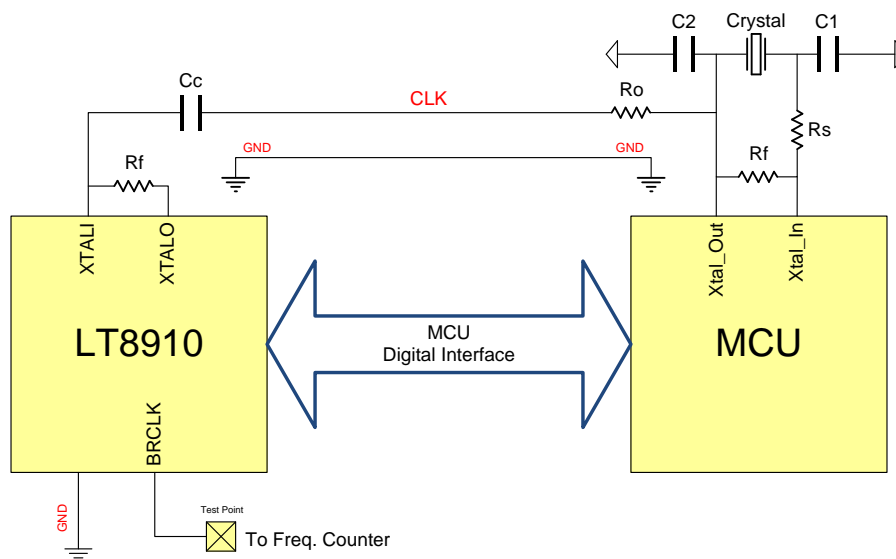 C2
Crystal
C1
Cc
CLK
Ro
Rs
GND
GND
Rf
Rf
XTALI
XTALO
Xtal_Out
Xtal_In
LT8910
MCU
Digital Interface
MCU
BRCLK
GND
Test Point
To Freq. Counter